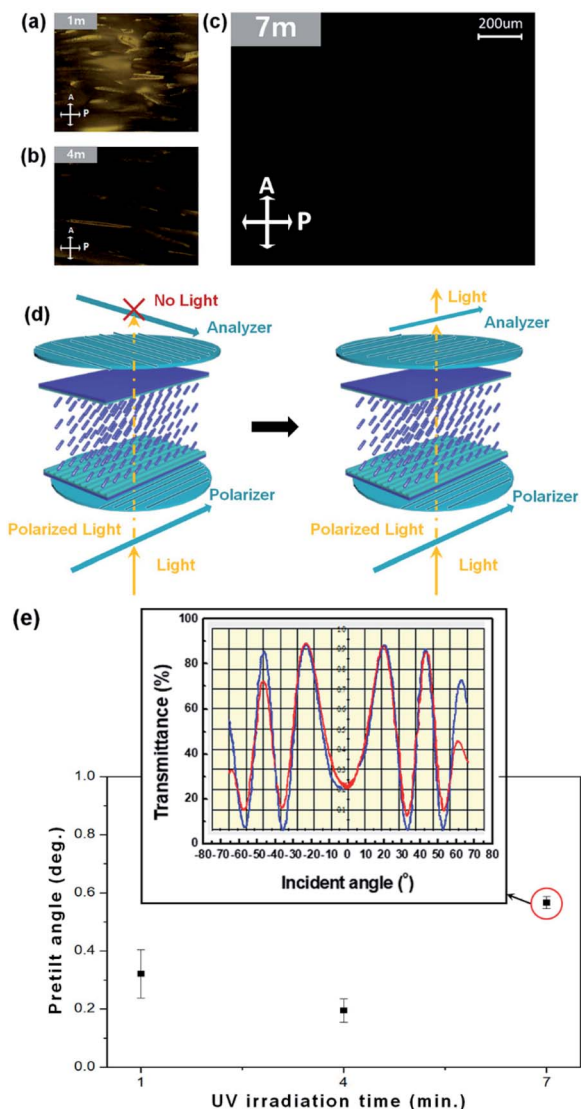 (a)
1m
A
P
(b)
4m
A
P
(c)
7m
200um
A
P
(d)
No Light
Analyzer
Polarizer
Polarized Light
Light
Light
Analyzer
Polarizer
Polarized Light
Light
(e)
Transmittance (%)
100
80
60
40
20
0
-80 -70 -60 -50 -40 -30 -20 -10 0 10 20 30 40 50 60 70 80
Incident angle (°)
Pretilt angle (deg.)
1.0
0.8
0.6
0.4
0.2
0.0
1 4 7
UV irradiation time (min.)